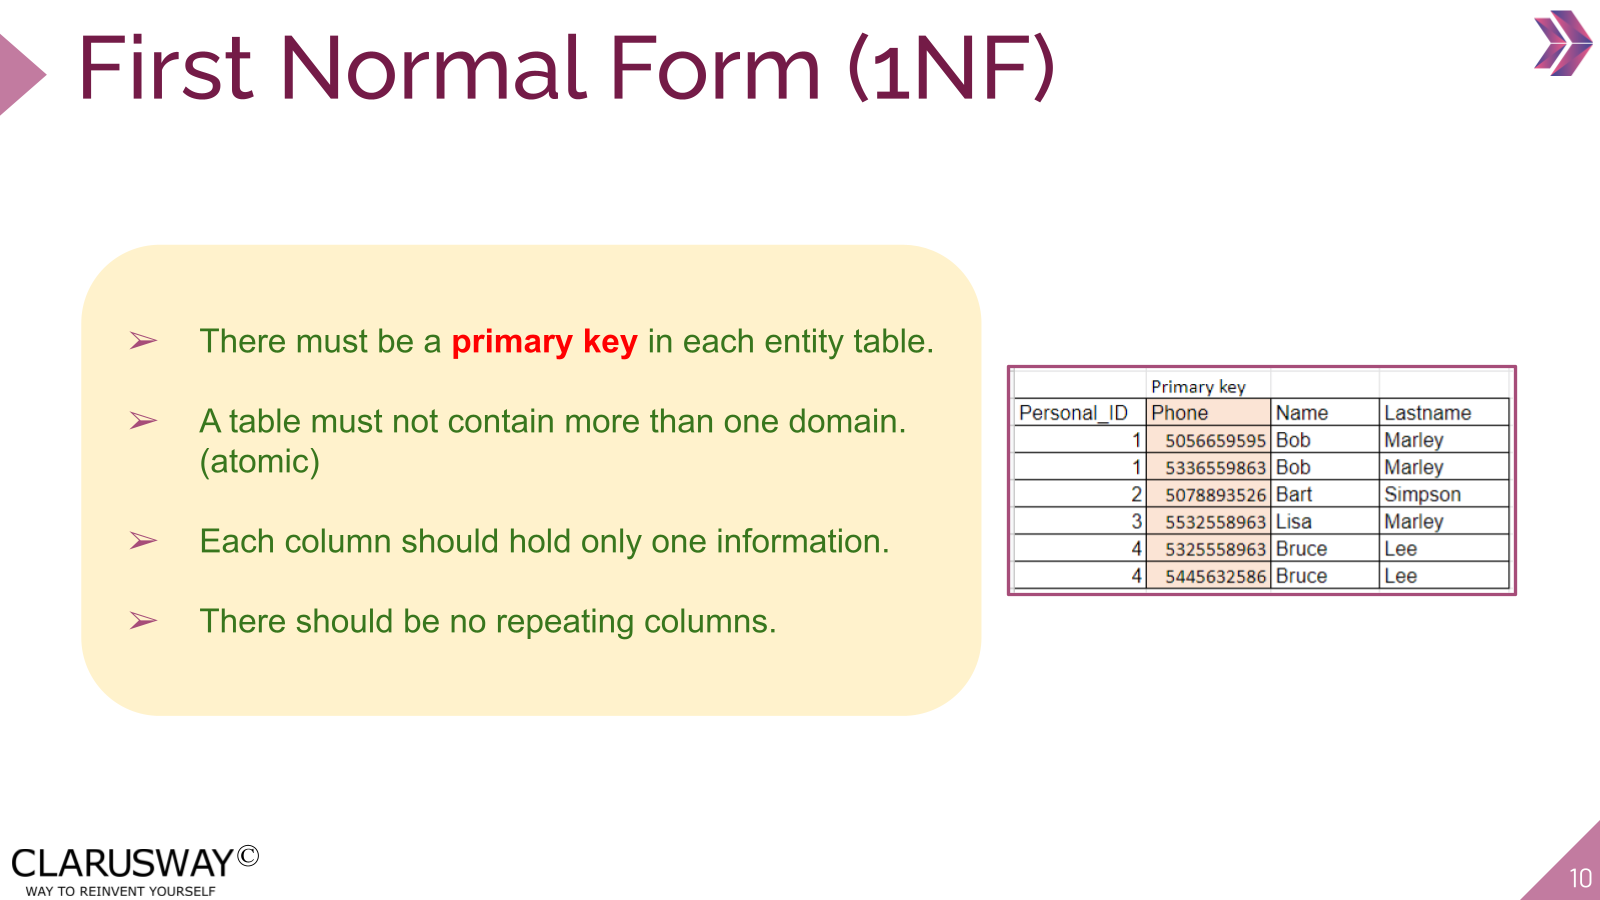 First Normal Form (1NF)
➢ There must be a primary key in each entity table.
➢ A table must not contain more than one domain.
(atomic)
➢ Each column should hold only one information.
➢ There should be no repeating columns.
Primary key
Personal_ID Phone Name Lastname
1 5056659595 Bob Marley
1 5336559863 Bob Marley
2 5078893526 Bart Simpson
3 5532558963 Lisa Marley
4 5325558963 Bruce Lee
4 5445632586 Bruce Lee
CLARUSWAY©
WAY TO REINVENT YOURSELF
10